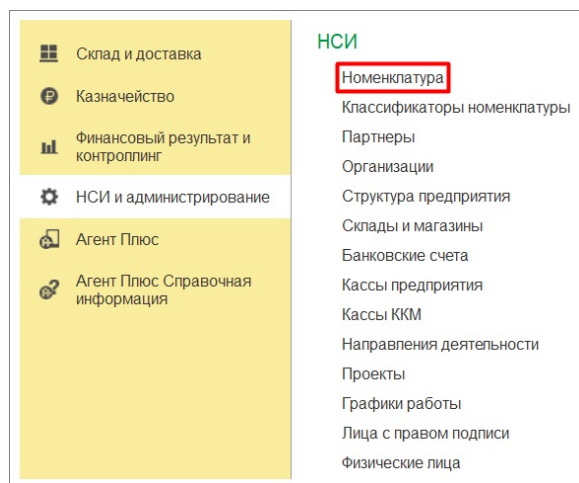 Склад и доставка
Казначейство
Финансовый результат и
контроллинг
НСИ и администрирование
Агент Плюс
Агент Плюс Справочная
информация
НСИ
Номенклатура
Классификаторы номенклатуры
Партнеры
Организации
Структура предприятия
Склады и магазины
Банковские счета
Кассы предприятия
Кассы ККМ
Направления деятельности
Проекты
Графики работы
Лица с правом подписи
Физические лица